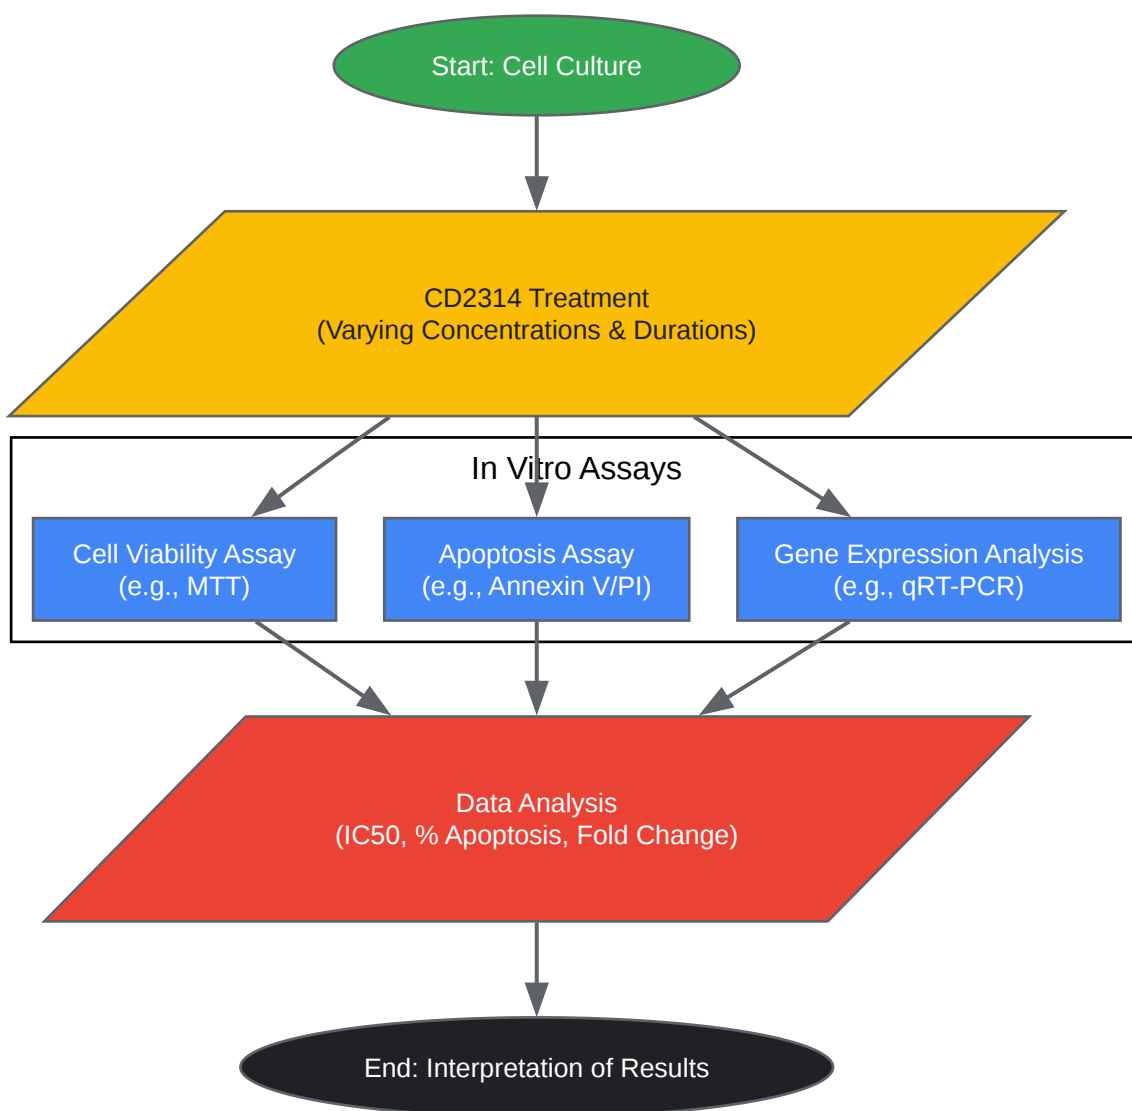 Start: Cell Culture
CD2314 Treatment
(Varying Concentrations & Durations)
In Vitro Assays
Cell Viability Assay
(e.g., MTT)
Apoptosis Assay
(e.g., Annexin V/PI)
Gene Expression Analysis
(e.g., qRT-PCR)
Data Analysis
(IC50, % Apoptosis, Fold Change)
End: Interpretation of Results